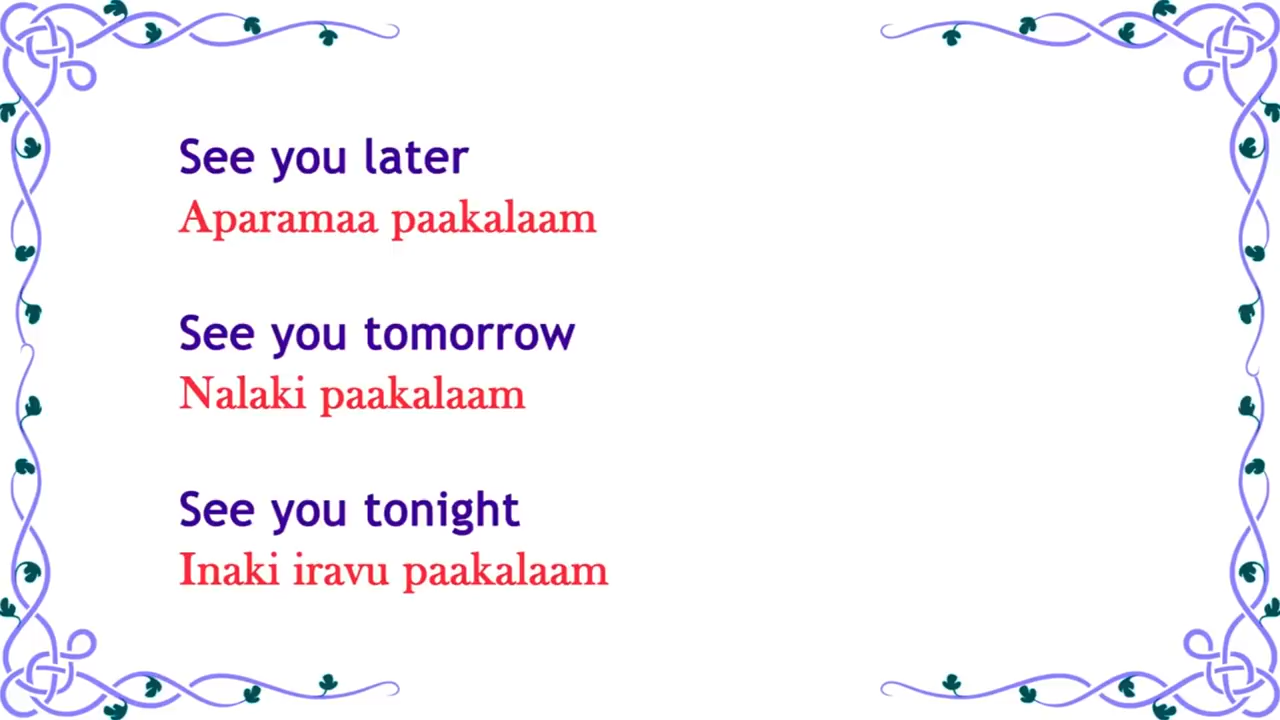 See you later
Aparamaa paakalaam
See you tomorrow
Nalaki paakalaam
See you tonight
Inaki iravu paakalaam